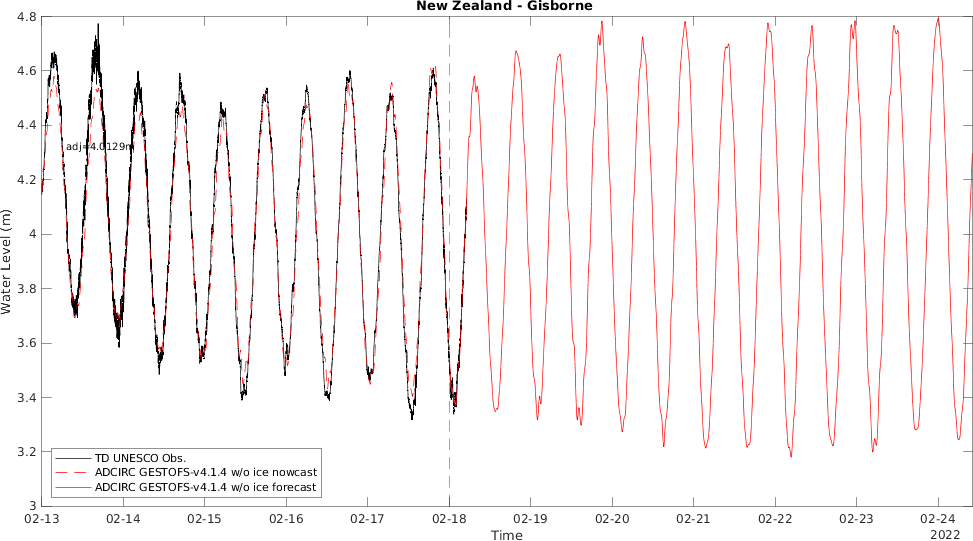 New Zealand - Gisborne
4.8
4.6
4.4
adj=4.0129m
4.2
4
3.8
3.6
3.4
3.2
3
Water Level (m)
TD UNESCO Obs.
ADCIRC GESTOFS-v4.1.4 w/o ice nowcast
ADCIRC GESTOFS-v4.1.4 w/o ice forecast
02-13 02-14 02-15 02-16 02-17 02-18 02-19 02-20 02-21 02-22 02-23 02-24
2022
Time